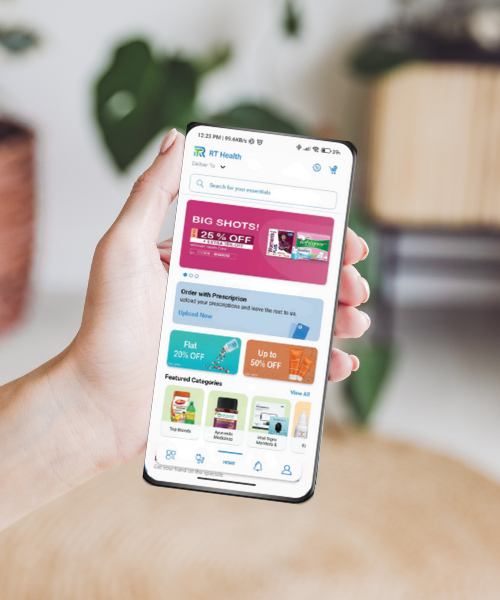 12:23 PM | 99.6KB/s
RT Health
Deliver To
Search for your essentials
BIG SHOTS!
25 % OFF
Order with Prescription
upload your prescriptions and leave the rest to us.
Upload Now
Flat
20% OFF
Up to
50% OFF
Featured Categories
View All
Top Brands
Ayurvedic
Medicines
Vital Signs
Monitors &
HOME